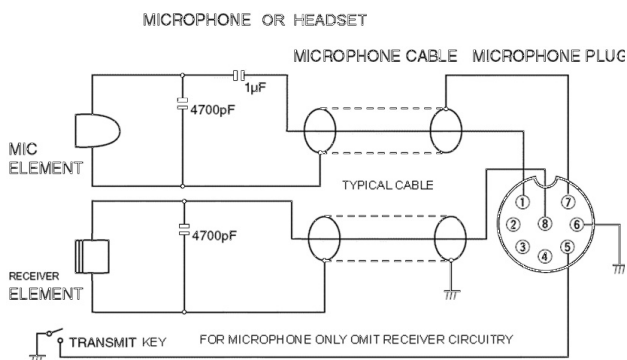 MICROPHONE OR HEADSET
MICROPHONE CABLE MICROPHONE PLUG
1µF
4700pF
MIC
ELEMENT
TYPICAL CABLE
1 7
2 8 6
3 5
4
4700pF
RECEIVER
ELEMENT
TRANSMIT KEY FOR MICROPHONE ONLY OMIT RECEIVER CIRCUITRY